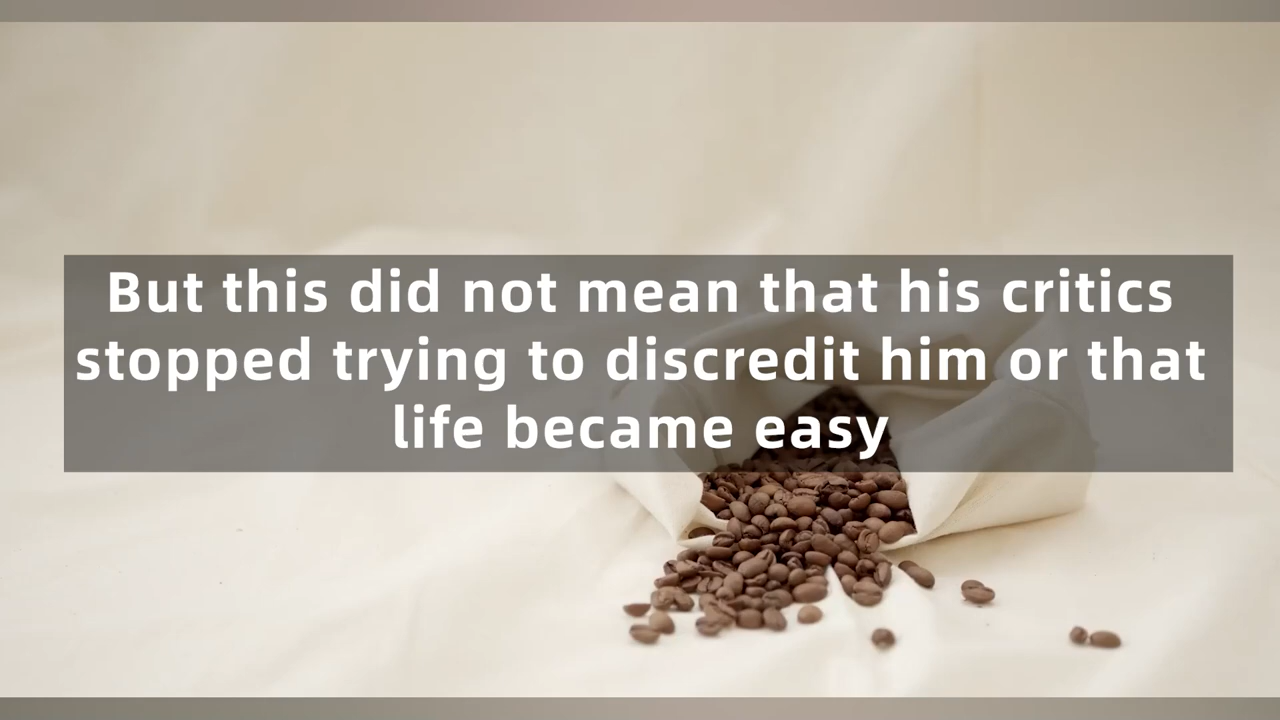 But this did not mean that his critics
stopped trying to discredit him or that
life became easy